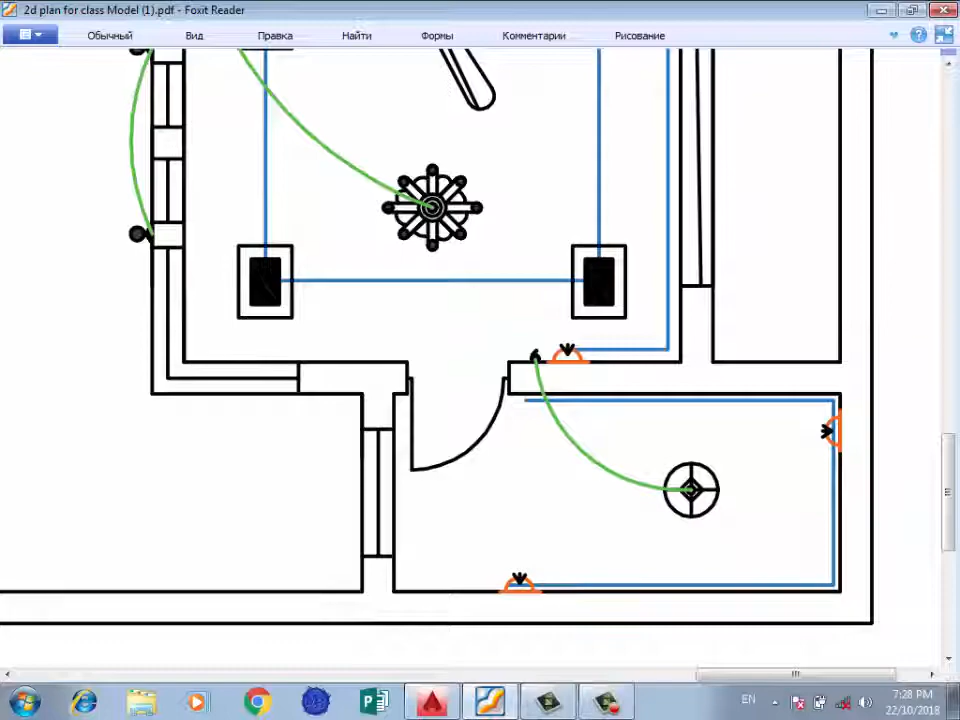 2d plan for class Model (1).pdf - Foxit Reader
Обычный Вид Правка Найти Формы Комментарии Рисование
EN
7:28 PM
22/10/2018